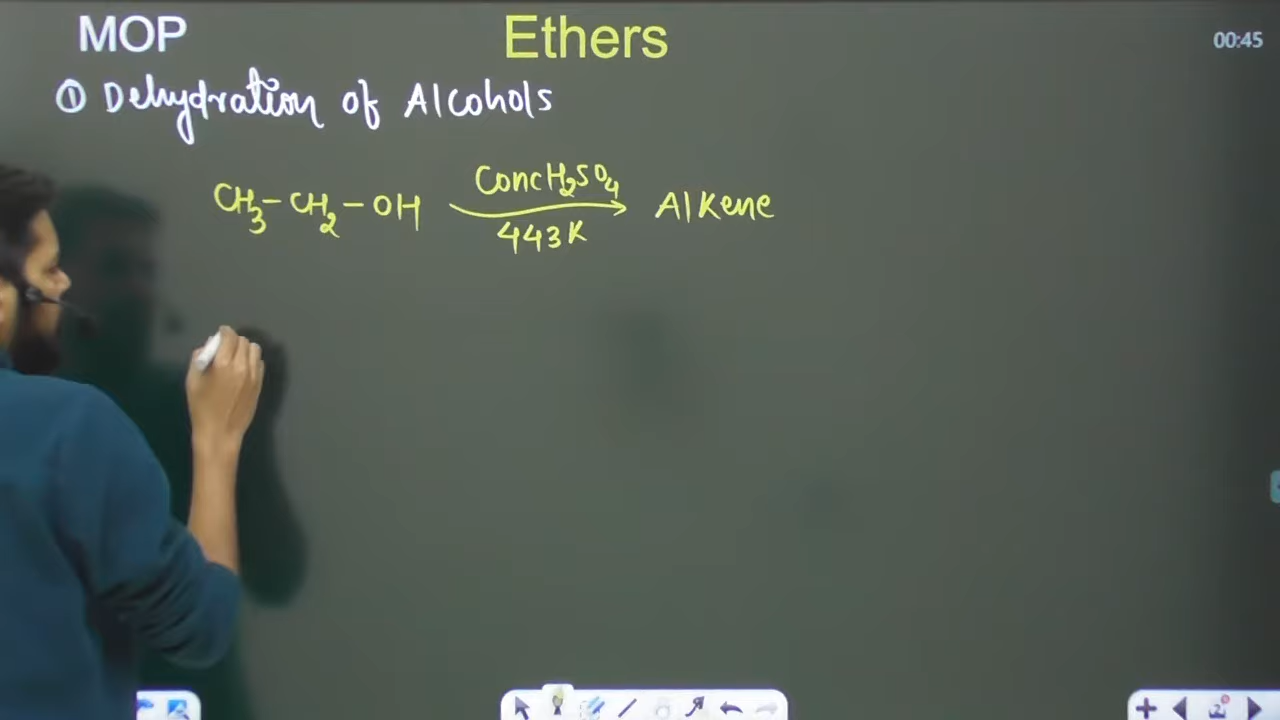 MOP
Ethers
00:45
① Dehydration of Alcohols
CH₃-CH₂-OH Conc H₂SO₄ → Alkene
443K